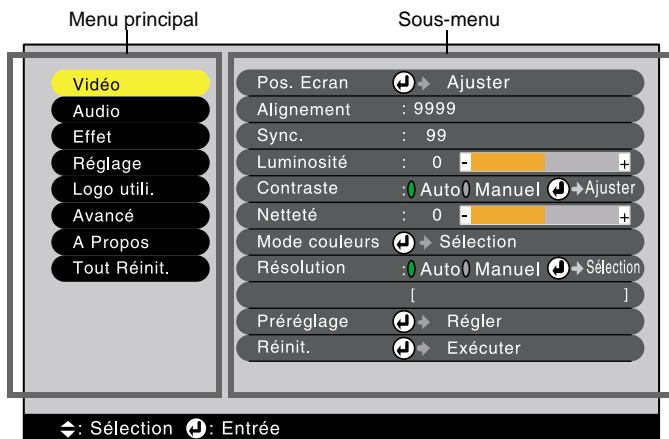 Menu principal
Sous-menu
Vidéo
Audio
Effet
Réglage
Logo utili.
Avancé
A Propos
Tout Réinit.
Pos. Ecran Ajuster
Alignement : 9999
Sync. : 99
Luminosité : 0 - +
Contraste : Auto Manuel Ajuster
Netteté : 0 - +
Mode couleurs Sélection
Résolution : Auto Manuel Sélection
[ ]
Préréglage Régler
Réinit. Exécuter
: Sélection : Entrée